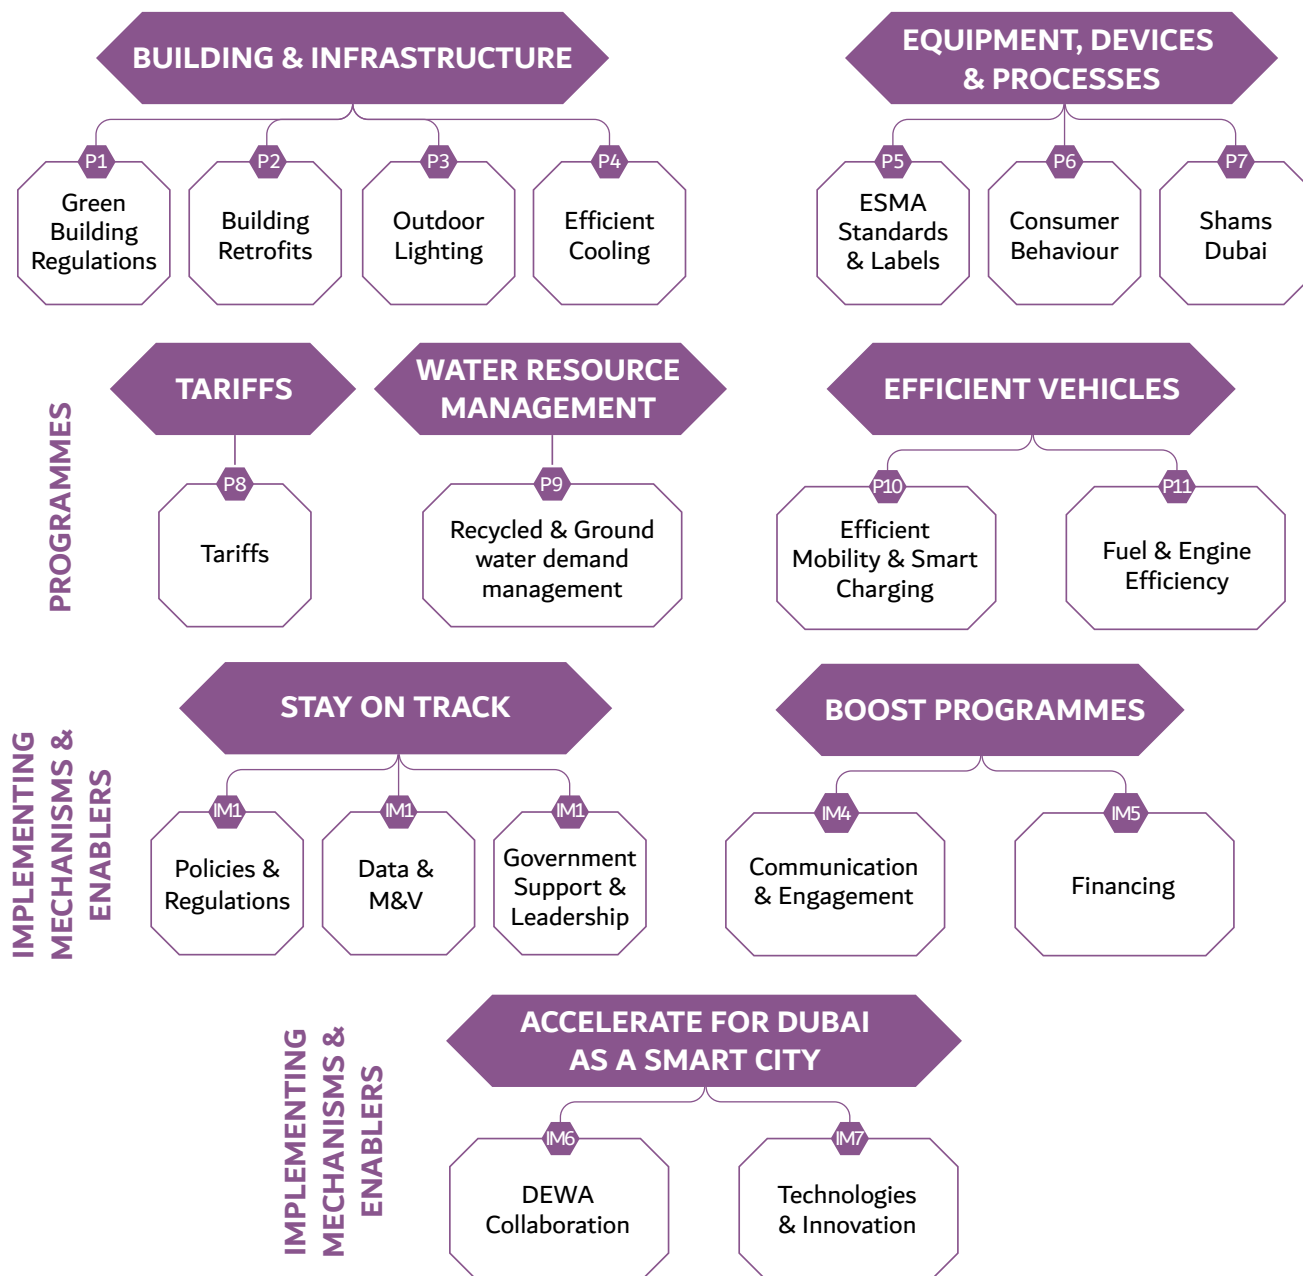 BUILDING & INFRASTRUCTURE
P1
Green
Building
Regulations
P2
Building
Retrofits
P3
Outdoor
Lighting
P4
Efficient
Cooling
EQUIPMENT, DEVICES
& PROCESSES
P5
ESMA
Standards
& Labels
P6
Consumer
Behaviour
P7
Shams
Dubai
PROGRAMMES
TARIFFS
P8
Tariffs
WATER RESOURCE
MANAGEMENT
P9
Recycled & Ground
water demand
management
EFFICIENT VEHICLES
P10
Efficient
Mobility & Smart
Charging
P11
Fuel & Engine
Efficiency
IMPLEMENTING
MECHANISMS &
ENABLERS
STAY ON TRACK
IM1
Policies &
Regulations
IM1
Data &
M&V
IM1
Government
Support &
Leadership
BOOST PROGRAMMES
IM4
Communication
& Engagement
IM5
Financing
IMPLEMENTING
MECHANISMS &
ENABLERS
ACCELERATE FOR DUBAI
AS A SMART CITY
IM6
DEWA
Collaboration
IM7
Technologies
& Innovation